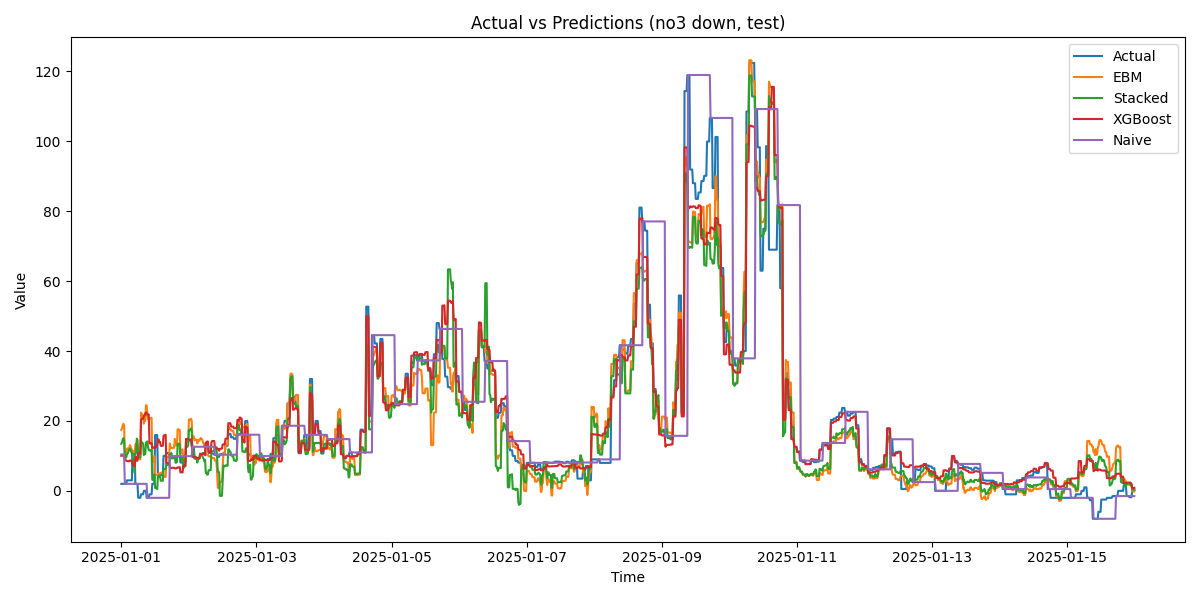 Actual vs Predictions (no3 down, test)
Actual
EBM
Stacked
XGBoost
Naive
Value
120
100
80
60
40
20
0
2025-01-01
2025-01-03
2025-01-05
2025-01-07
2025-01-09
2025-01-11
2025-01-13
2025-01-15
Time